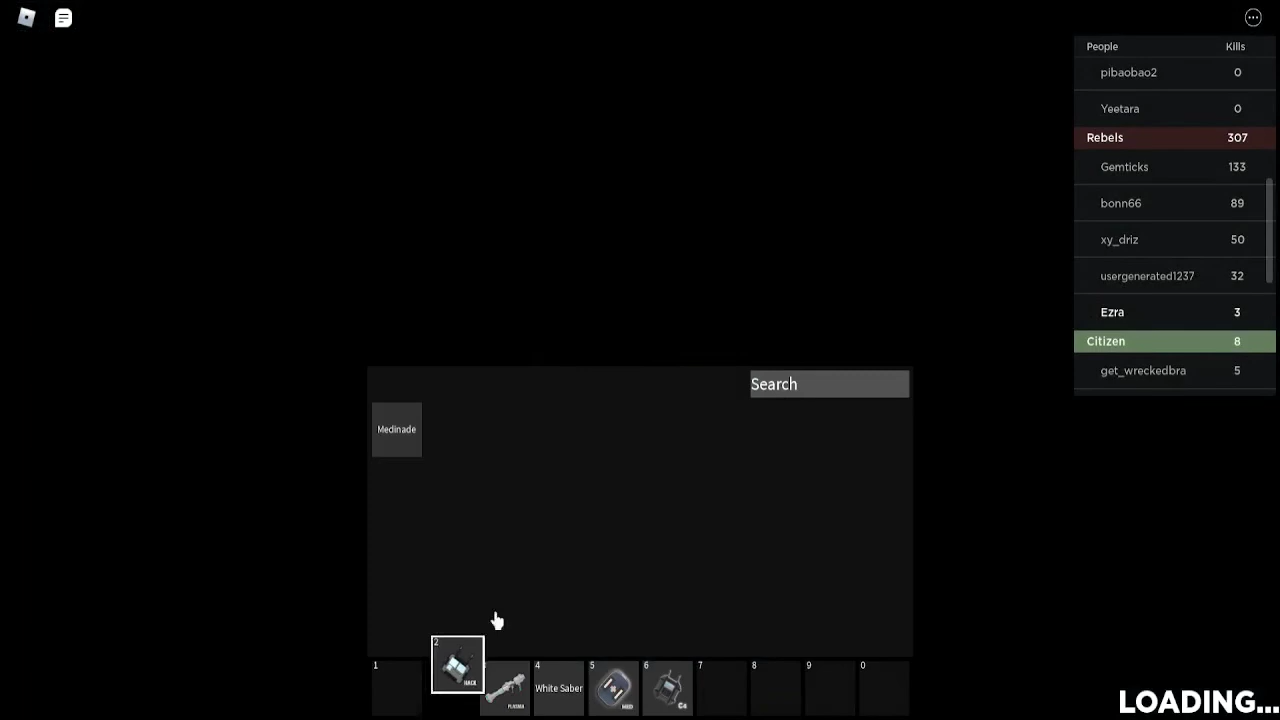 People Kills
pibaobao2 0
Yeetara 0
Rebels 307
Gemticks 133
bonn66 89
xy_driz 50
usergenerated1237 32
Ezra 3
Citizen 8
get_wreckedbra 5
Search
Medinade
1
2
HACK
PLASMA
4
White Saber
5
MED
6
C4
7
8
9
0
LOADING...